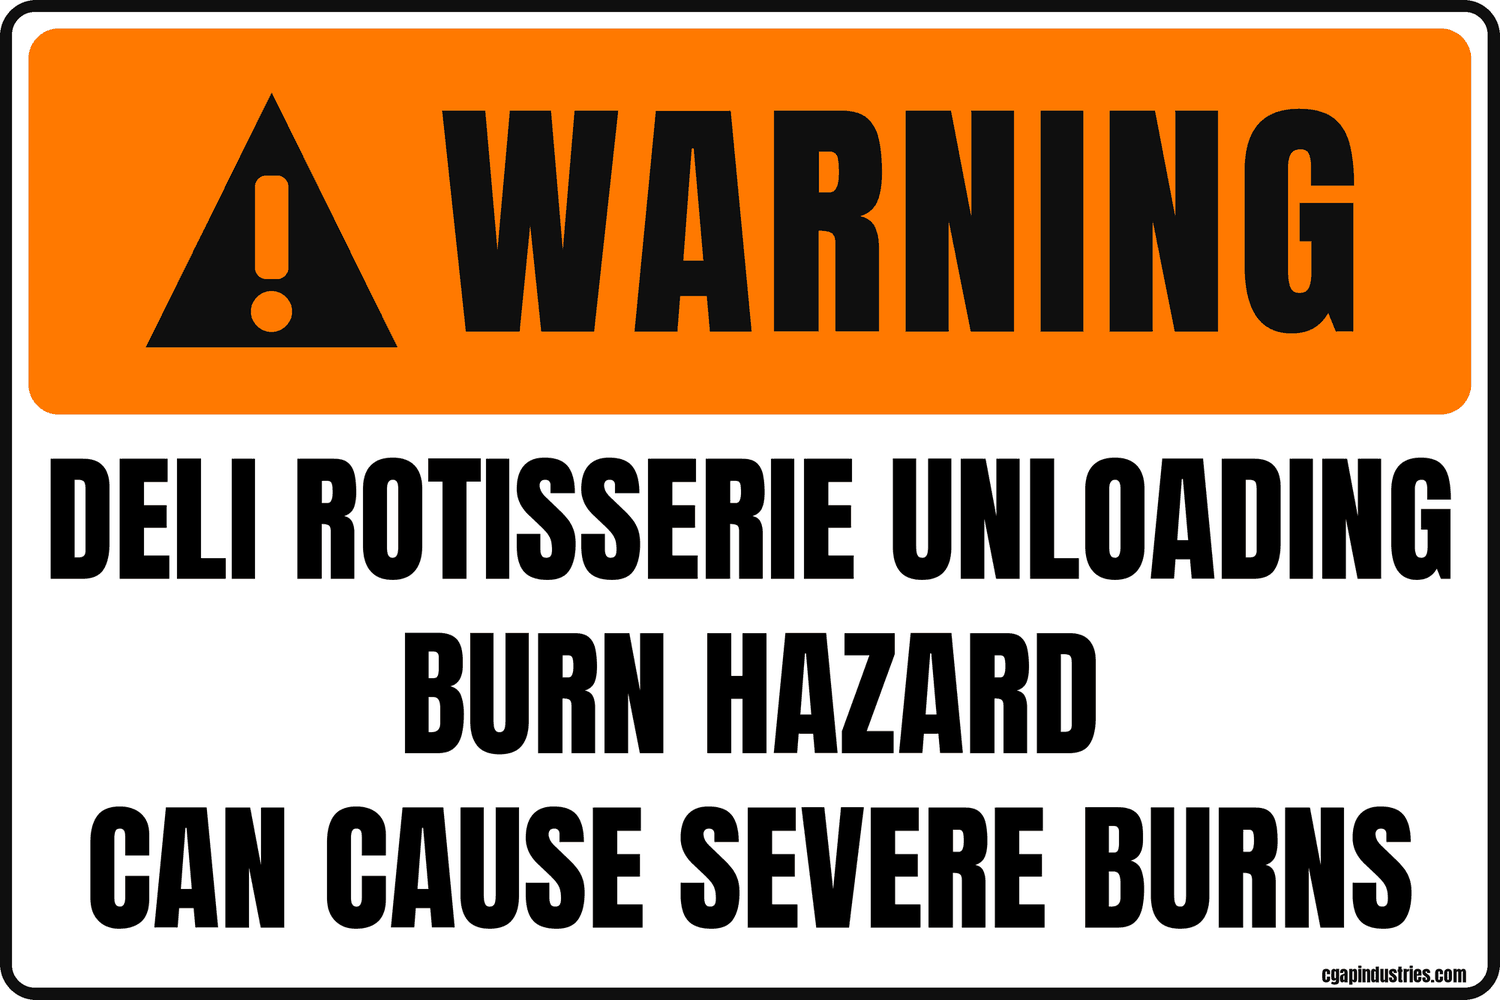 WARNING
DELI ROTISSERIE UNLOADING
BURN HAZARD
CAN CAUSE SEVERE BURNS
cgapindustries.com